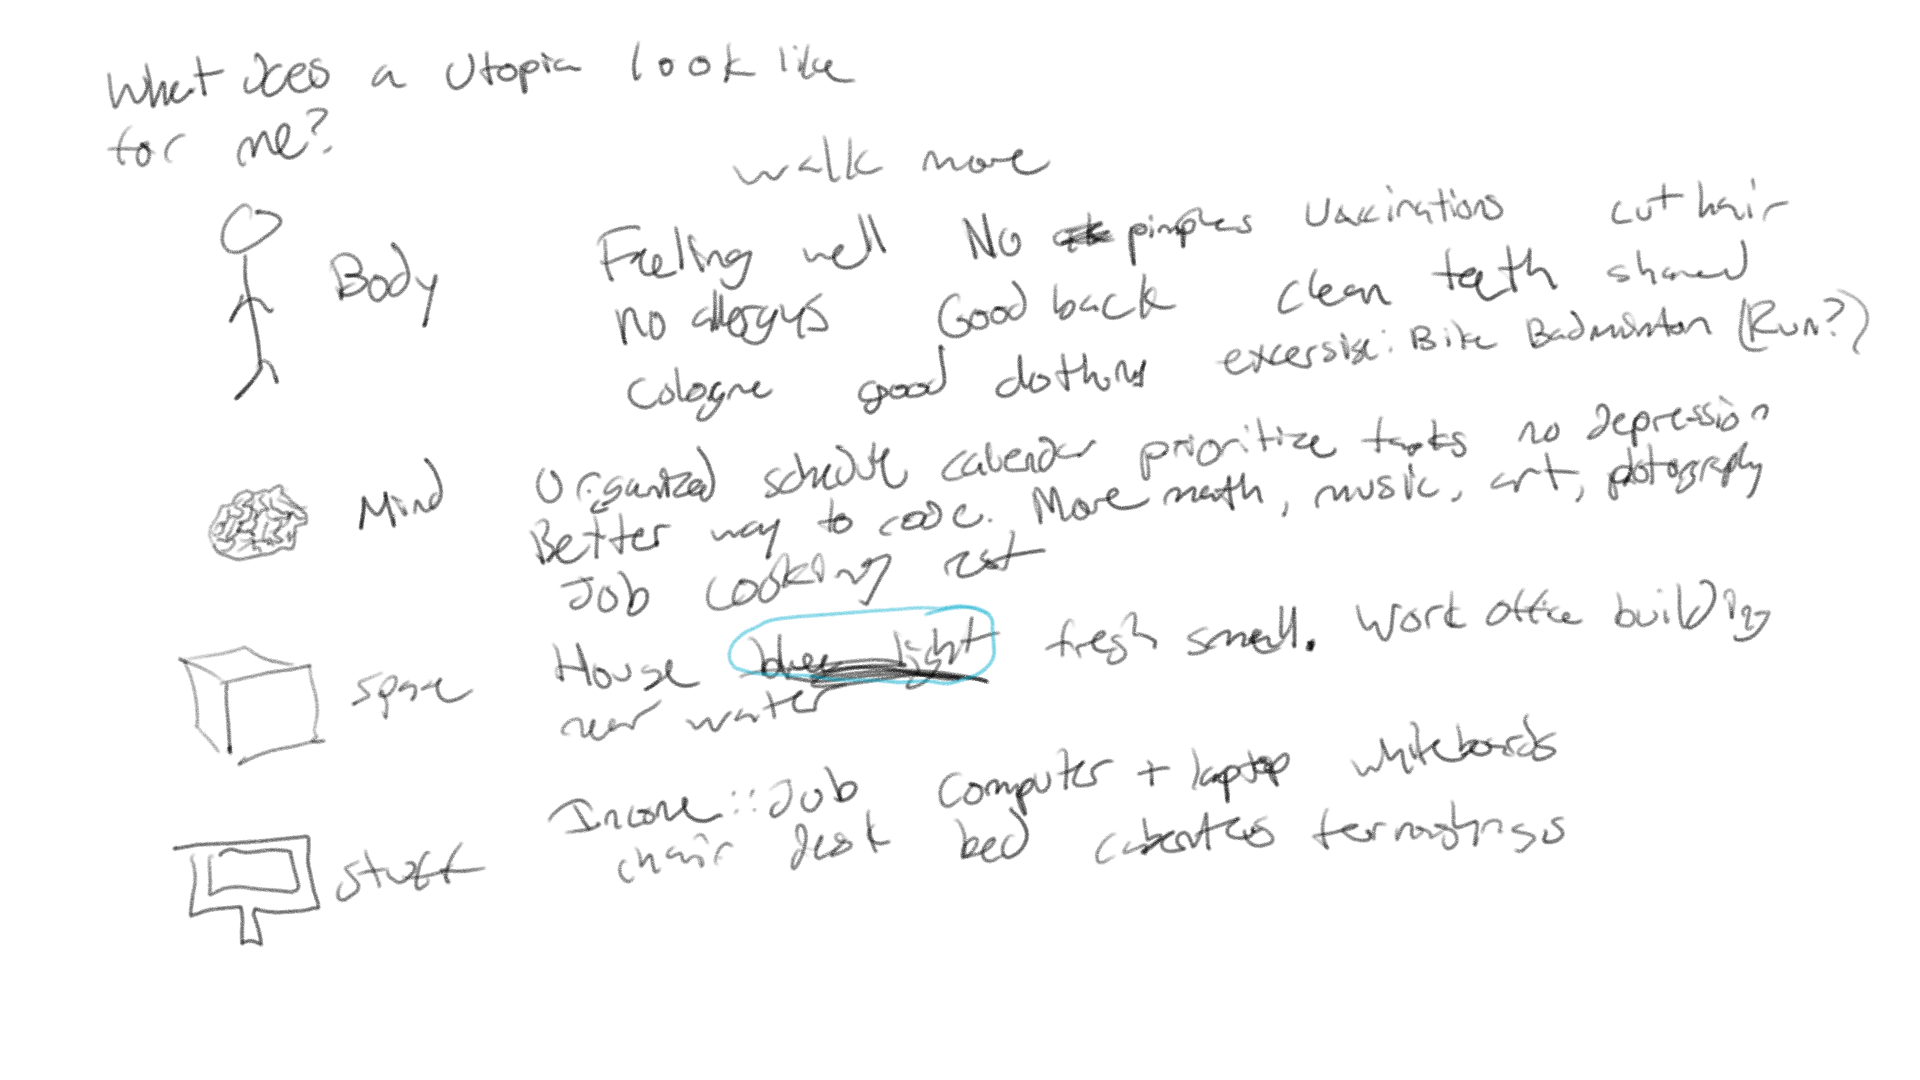 What does a utopia look like
for me?
walk more
Body
Feeling well No pimples vaccinations cut hair
no allergys Good back clean teeth shaved
Cologne good clothing excersise: Bike Badminton (Run?)
Mind
Organized schedule calender prioritize tasks no depression
Better way to code. More math, music, art, photography
Job cooking rest
space
House blue light fresh smell. Work office building
near water
stuff
Income::Job computer + laptop whiteboards
chair desk bed